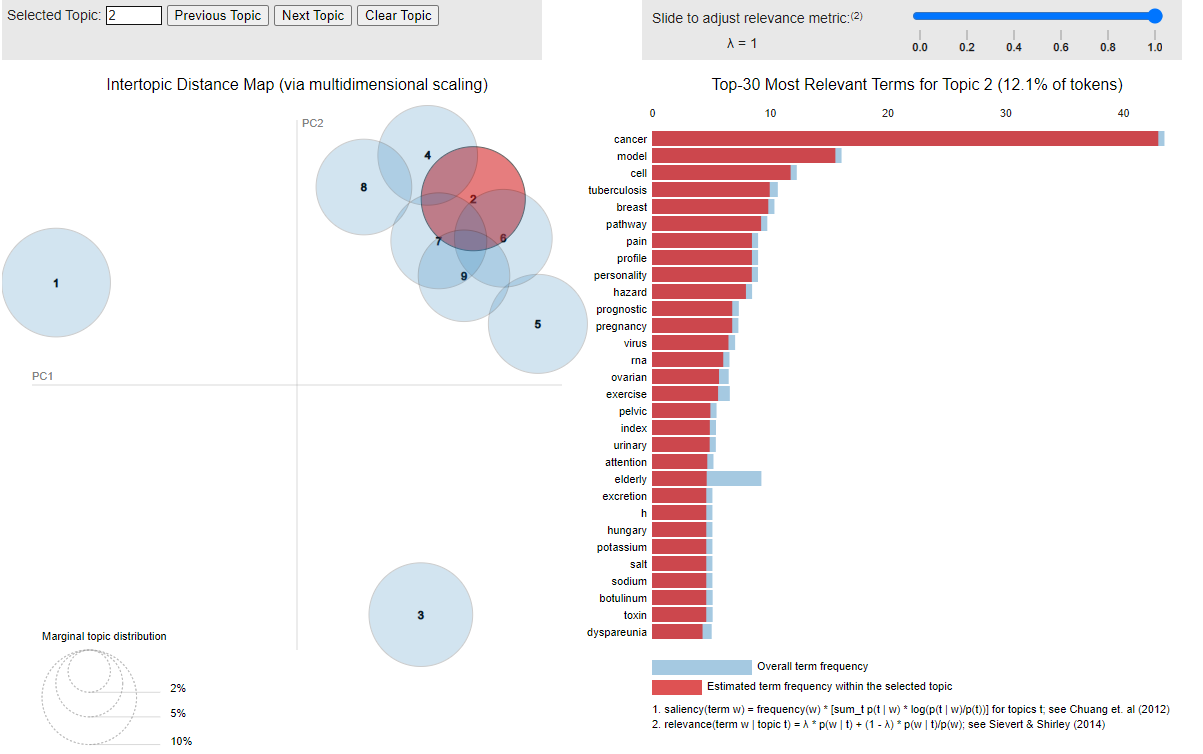 Selected Topic: 2 Previous Topic Next Topic Clear Topic
Slide to adjust relevance metric:(2)
λ = 1
0.0 0.2 0.4 0.6 0.8 1.0
Intertopic Distance Map (via multidimensional scaling)
PC2
4
8
2
7
6
9
1
5
PC1
3
Marginal topic distribution
2%
5%
10%
Top-30 Most Relevant Terms for Topic 2 (12.1% of tokens)
0 10 20 30 40
cancer
model
cell
tuberculosis
breast
pathway
pain
profile
personality
hazard
prognostic
pregnancy
virus
rna
ovarian
exercise
pelvic
index
urinary
attention
elderly
excretion
h
hungary
potassium
salt
sodium
botulinum
toxin
dyspareunia
Overall term frequency
Estimated term frequency within the selected topic
1. saliency(term w) = frequency(w) * [sum_t p(t | w) * log(p(t | w)/p(t))] for topics t; see Chuang et. al (2012)
2. relevance(term w | topic t) = λ * p(w | t) + (1 - λ) * p(w | t)/p(w); see Sievert & Shirley (2014)